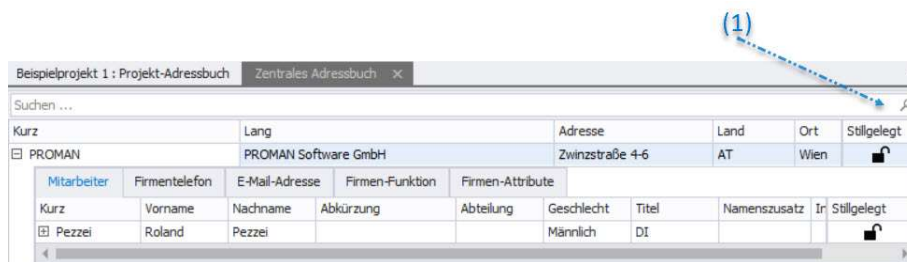 (1)
Beispielprojekt 1 : Projekt-Adressbuch Zentrales Adressbuch
Suchen ...
Kurz Lang Adresse Land Ort Stillgelegt
PROMAN PROMAN Software GmbH Zwinzstraße 4-6 AT Wien
Mitarbeiter Firmentelefon E-Mail-Adresse Firmen-Funktion Firmen-Attribute
Kurz Vorname Nachname Abkürzung Abteilung Geschlecht Titel Namenszusatz Ir Stillgelegt
Pezzei Roland Pezzei Männlich DI